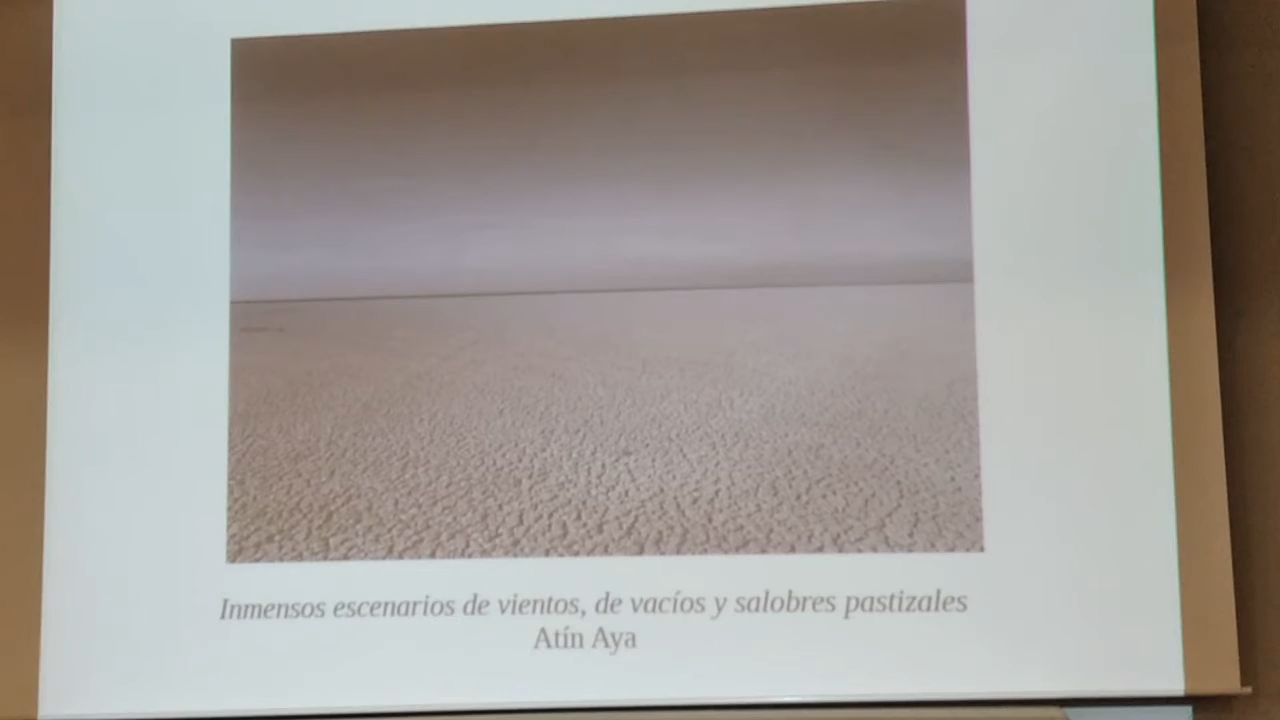 Inmensos escenarios de vientos, de vacíos y salobres pastizales
Atín Aya